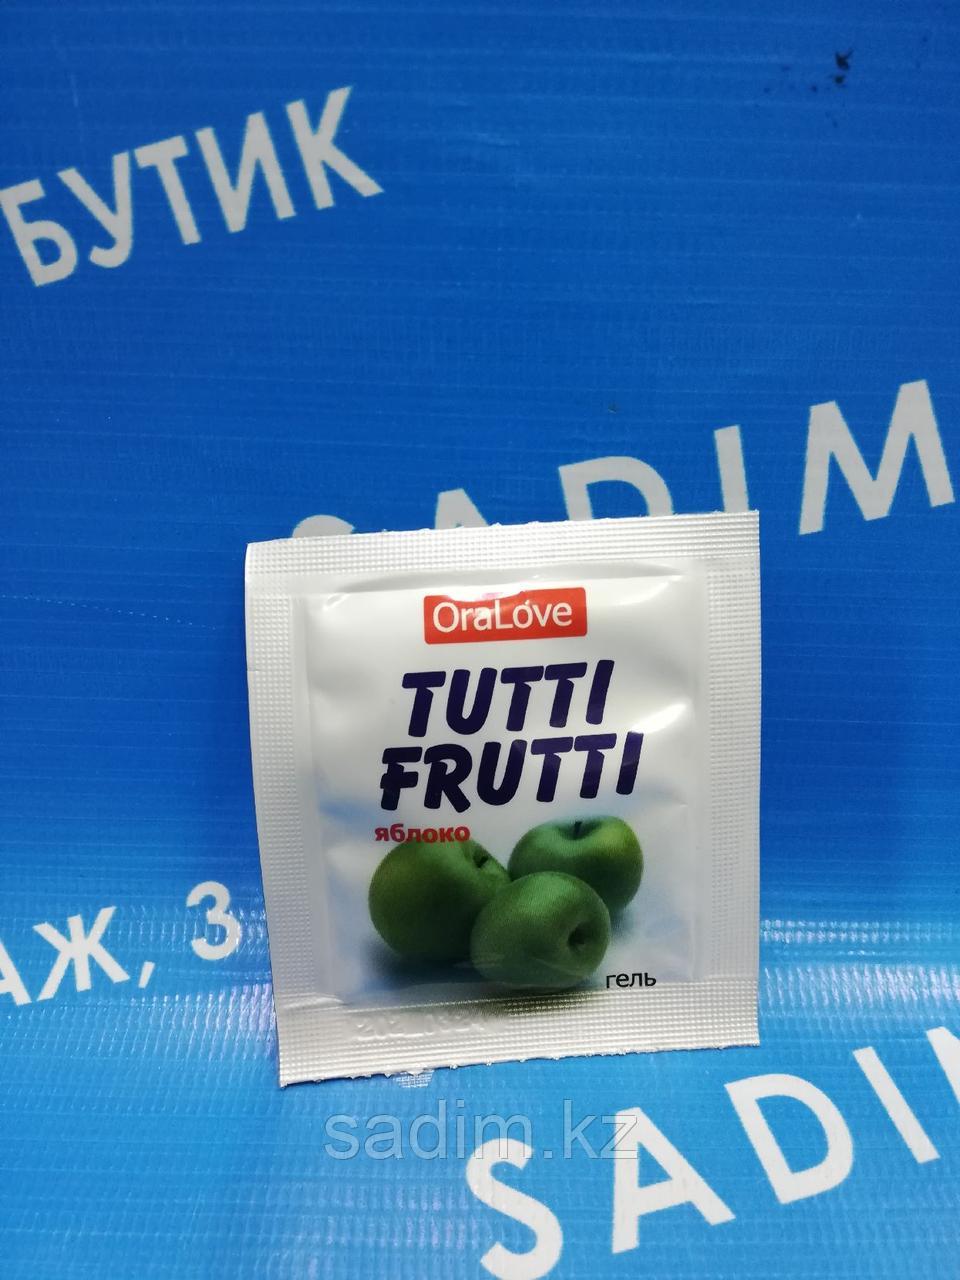 БУТИК
SADIM
OraLove
TUTTI
FRUTTI
яблоко
АЖ, 3
гель
sadim.kz
SADIM